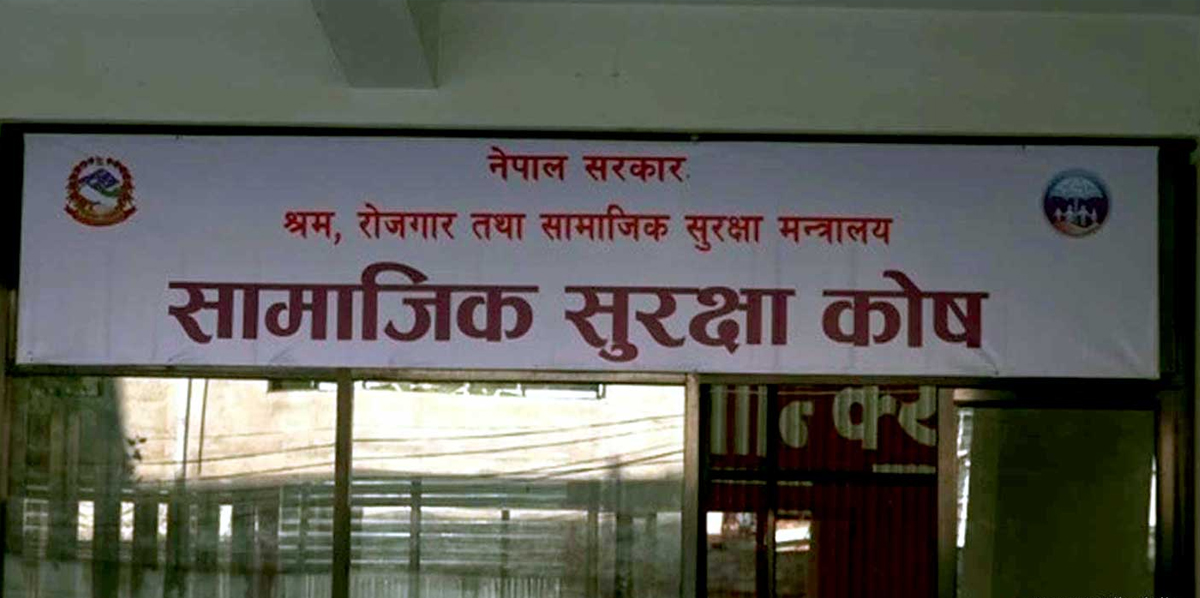 नेपाल सरकार
श्रम, रोजगार तथा सामाजिक सुरक्षा मन्त्रालय
सामाजिक सुरक्षा कोष